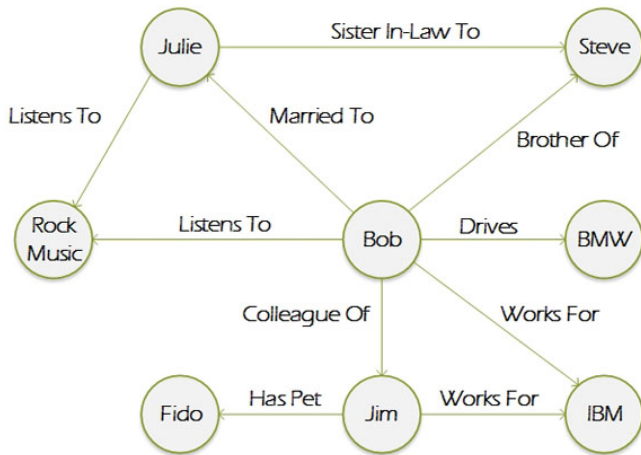 Julie
Sister In-Law To
Steve
Listens To
Married To
Brother Of
Rock
Music
Listens To
Bob
Drives
BMW
Colleague Of
Works For
Fido
Has Pet
Jim
Works For
IBM